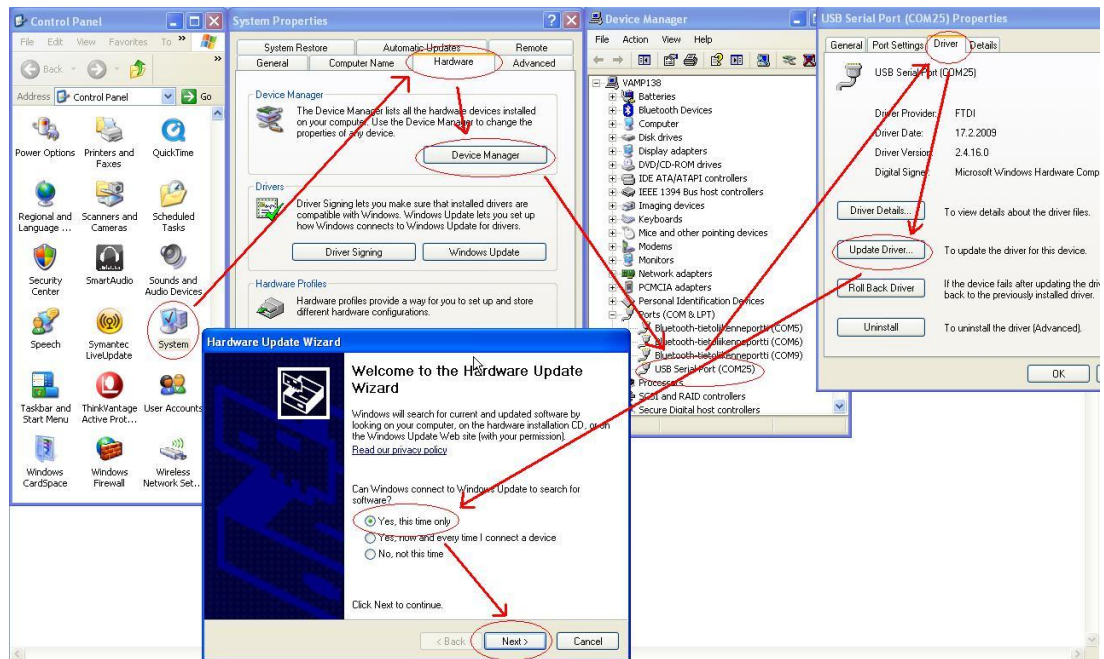 Control Panel
File Edit View Favorites To »
Back
»
Address Control Panel Go
Power Options
Printers and Faxes
QuickTime
Regional and Language ...
Scanners and Cameras
Scheduled Tasks
Security Center
SmartAudio
Sounds and Audio Devices
Speech
Symantec LiveUpdate
System
Taskbar and Start Menu
ThinkVantage Active Prot...
User Accounts
Windows CardSpace
Windows Firewall
Wireless Network Set...
System Properties
System Restore Automatic Updates Remote
General Computer Name Hardware Advanced
Device Manager
The Device Manager lists all the hardware devices installed
on your computer. Use the Device Manager to change the
properties of any device.
Device Manager
Drivers
Driver Signing lets you make sure that installed drivers are
compatible with Windows. Windows Update lets you set up
how Windows connects to Windows Update for drivers.
Driver Signing Windows Update
Hardware Profiles
Hardware profiles provide a way for you to set up and store
different hardware configurations.
Device Manager
File Action View Help
VAMP138
Batteries
Bluetooth Devices
Computer
Disk drives
Display adapters
DVD/CD-ROM drives
IDE ATA/ATAPI controllers
IEEE 1394 Bus host controllers
Imaging devices
Keyboards
Mice and other pointing devices
Modems
Monitors
Network adapters
PCMCIA adapters
Personal Identification Devices
Ports (COM & LPT)
Bluetooth-tietoliikenneportti (COM5)
Bluetooth-tietoliikenneportti (COM6)
Bluetooth-tietoliikenneportti (COM9)
USB Serial Port (COM25)
Processors
SCSI and RAID controllers
Secure Digital host controllers
USB Serial Port (COM25) Properties
General Port Settings Driver Details
USB Serial Port (COM25)
Driver Provider: FTDI
Driver Date: 17.2.2009
Driver Version: 2.4.16.0
Digital Signer: Microsoft Windows Hardware Comp
Driver Details... To view details about the driver files.
Update Driver... To update the driver for this device.
Roll Back Driver If the device fails after updating the dri
back to the previously installed driver.
Uninstall To uninstall the driver (Advanced).
OK
Hardware Update Wizard
Welcome to the Hardware Update
Wizard
Windows will search for current and updated software by
looking on your computer, on the hardware installation CD, or on
the Windows Update Web site (with your permission).
Read our privacy policy
Can Windows connect to Windows Update to search for
software?
Yes, this time only
Yes, now and every time I connect a device
No, not this time
Click Next to continue.
< Back Next > Cancel